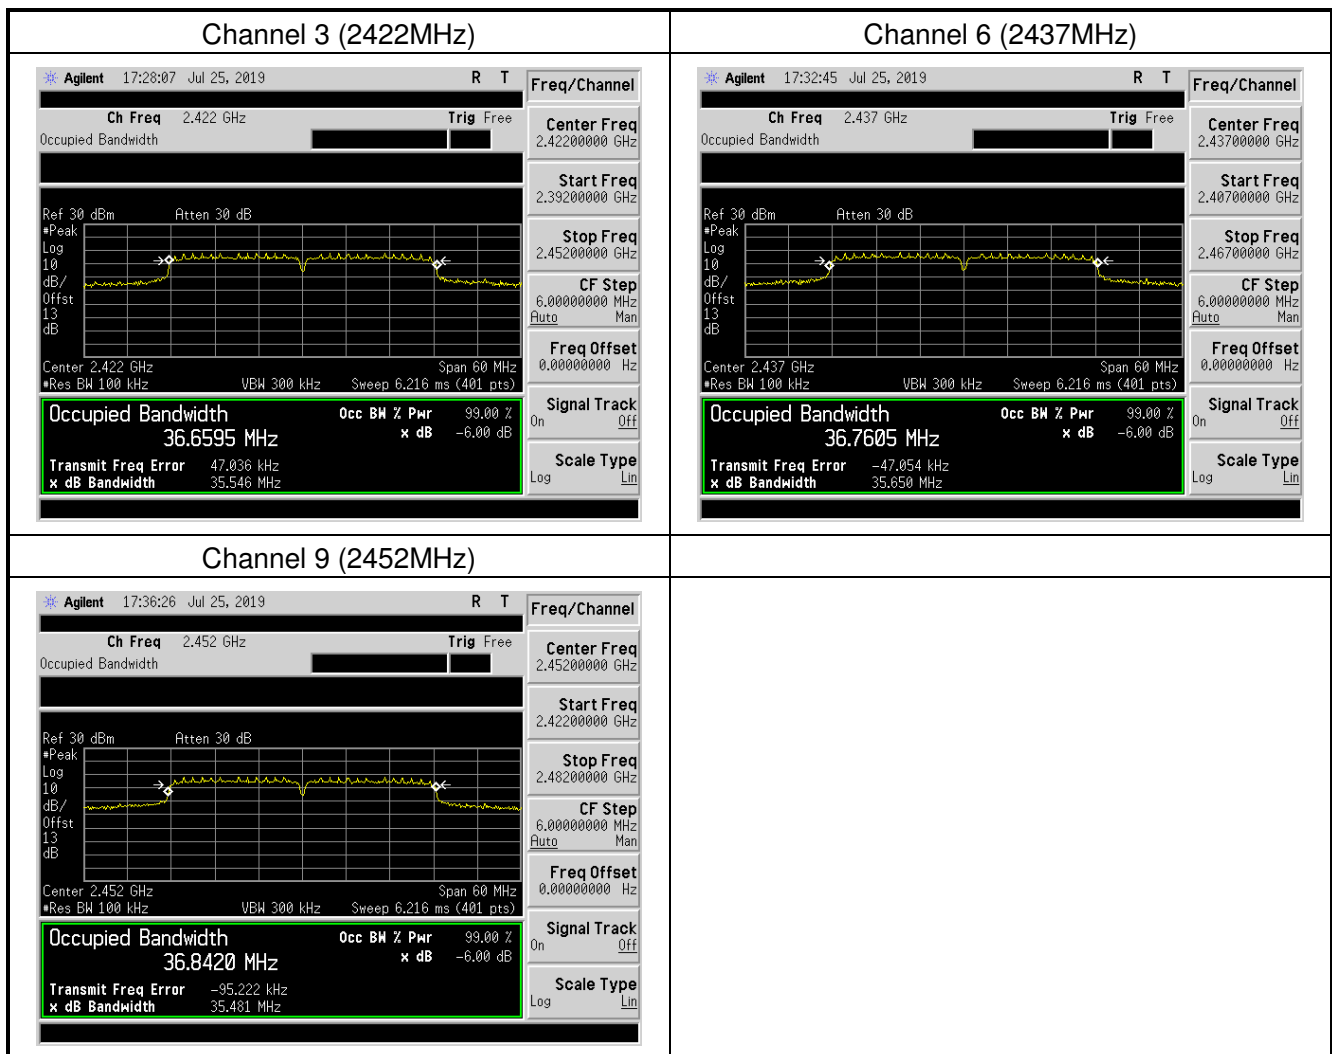 Channel 3 (2422MHz)
Agilent 17:28:07 Jul 25, 2019 R T
Freq/Channel
Ch Freq 2.422 GHz Trig Free
Occupied Bandwidth
Center Freq
2.42200000 GHz
Start Freq
2.39200000 GHz
Ref 30 dBm Atten 30 dB
#Peak
Log
10
dB/
Offst
13
dB
Stop Freq
2.45200000 GHz
CF Step
6.00000000 MHz
Auto Man
Freq Offset
0.00000000 Hz
Center 2.422 GHz Span 60 MHz
#Res BW 100 kHz VBW 300 kHz Sweep 6.216 ms (401 pts)
Signal Track
On Off
Occupied Bandwidth Occ BW % Pwr 99.00 %
36.6595 MHz x dB -6.00 dB
Transmit Freq Error 47.036 kHz
x dB Bandwidth 35.546 MHz
Scale Type
Log Lin
Channel 6 (2437MHz)
Agilent 17:32:45 Jul 25, 2019 R T
Freq/Channel
Ch Freq 2.437 GHz Trig Free
Occupied Bandwidth
Center Freq
2.43700000 GHz
Start Freq
2.40700000 GHz
Ref 30 dBm Atten 30 dB
#Peak
Log
10
dB/
Offst
13
dB
Stop Freq
2.46700000 GHz
CF Step
6.00000000 MHz
Auto Man
Freq Offset
0.00000000 Hz
Center 2.437 GHz Span 60 MHz
#Res BW 100 kHz VBW 300 kHz Sweep 6.216 ms (401 pts)
Signal Track
On Off
Occupied Bandwidth Occ BW % Pwr 99.00 %
36.7605 MHz x dB -6.00 dB
Transmit Freq Error -47.054 kHz
x dB Bandwidth 35.650 MHz
Scale Type
Log Lin
Channel 9 (2452MHz)
Agilent 17:36:26 Jul 25, 2019 R T
Freq/Channel
Ch Freq 2.452 GHz Trig Free
Occupied Bandwidth
Center Freq
2.45200000 GHz
Start Freq
2.42200000 GHz
Ref 30 dBm Atten 30 dB
#Peak
Log
10
dB/
Offst
13
dB
Stop Freq
2.48200000 GHz
CF Step
6.00000000 MHz
Auto Man
Freq Offset
0.00000000 Hz
Center 2.452 GHz Span 60 MHz
#Res BW 100 kHz VBW 300 kHz Sweep 6.216 ms (401 pts)
Signal Track
On Off
Occupied Bandwidth Occ BW % Pwr 99.00 %
36.8420 MHz x dB -6.00 dB
Transmit Freq Error -95.222 kHz
x dB Bandwidth 35.481 MHz
Scale Type
Log Lin